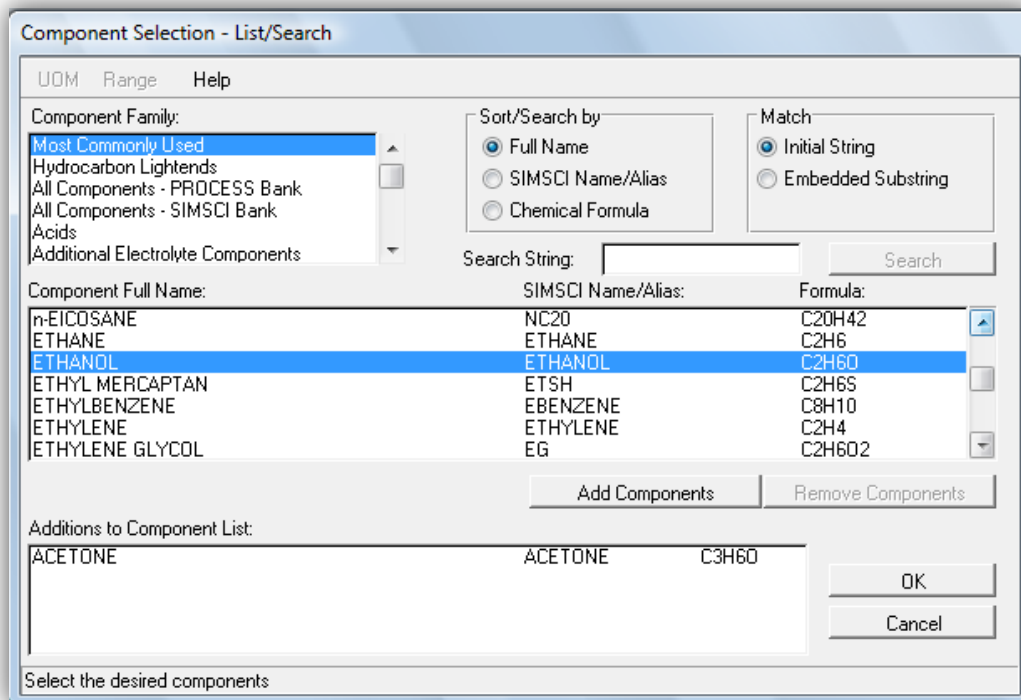 Component Selection - List/Search
UOM Range Help
Component Family:
Most Commonly Used
Hydrocarbon Lightends
All Components - PROCESS Bank
All Components - SIMSCI Bank
Acids
Additional Electrolyte Components
Sort/Search by
Full Name
SIMSCI Name/Alias
Chemical Formula
Match
Initial String
Embedded Substring
Search String: Search
Component Full Name: SIMSCI Name/Alias: Formula:
n-EICOSANE NC20 C20H42
ETHANE ETHANE C2H6
ETHANOL ETHANOL C2H6O
ETHYL MERCAPTAN ETSH C2H6S
ETHYLBENZENE EBENZENE C8H10
ETHYLENE ETHYLENE C2H4
ETHYLENE GLYCOL EG C2H6O2
Add Components Remove Components
Additions to Component List:
ACETONE ACETONE C3H6O
OK
Cancel
Select the desired components